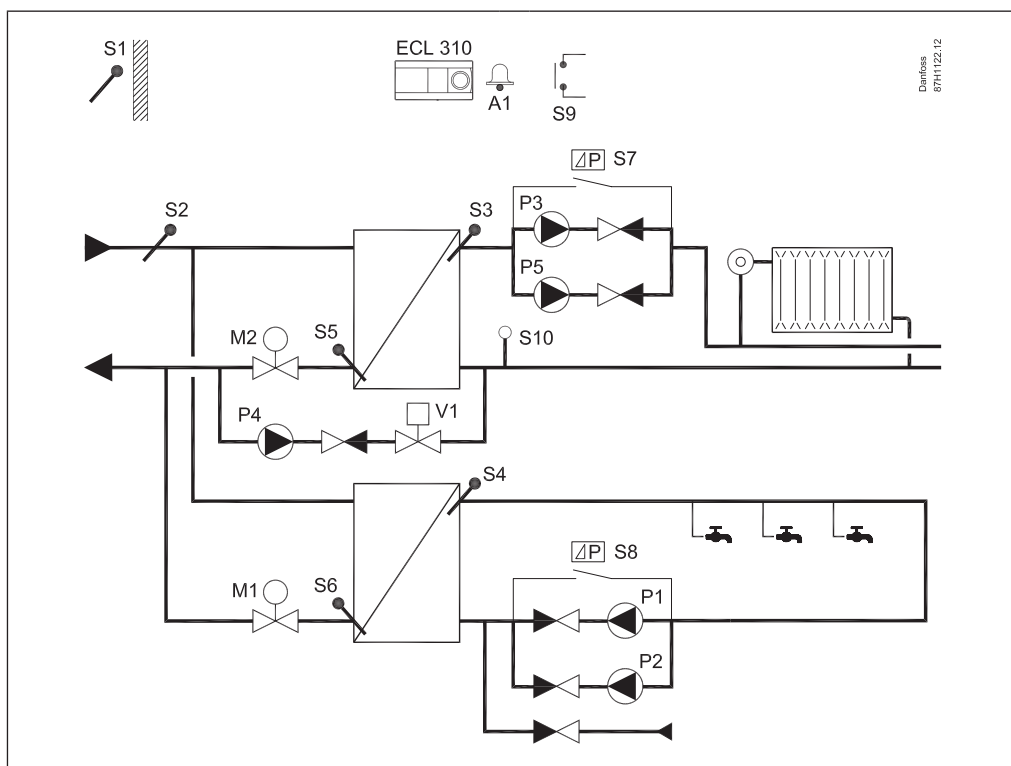 S1
ECL 310
A1
S9
Danfoss
87H1122.12
⊿P S7
P3
S2
S3
P5
M2
S5
S10
P4
V1
S4
⊿P S8
M1
S6
P1
P2